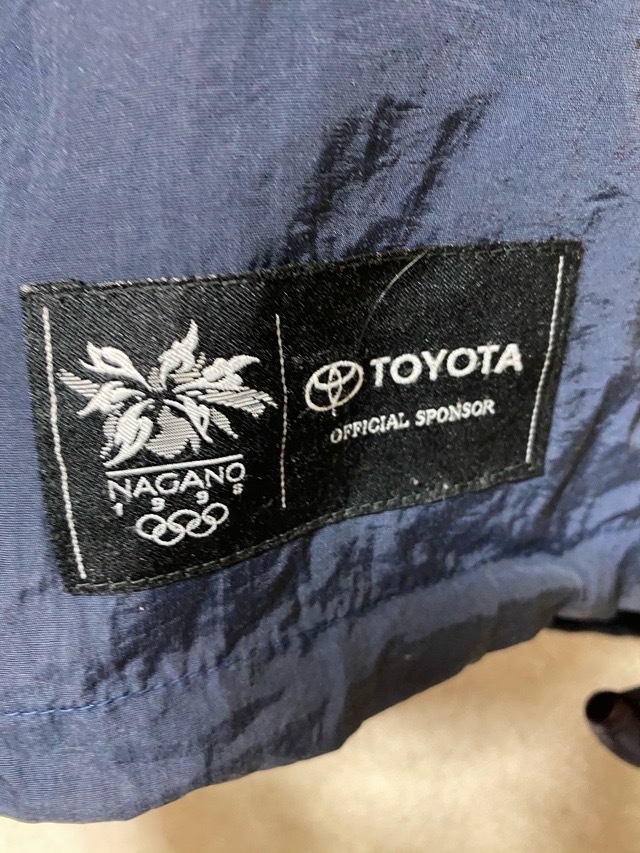 NAGANO
1998
TOYOTA
OFFICIAL SPONSOR